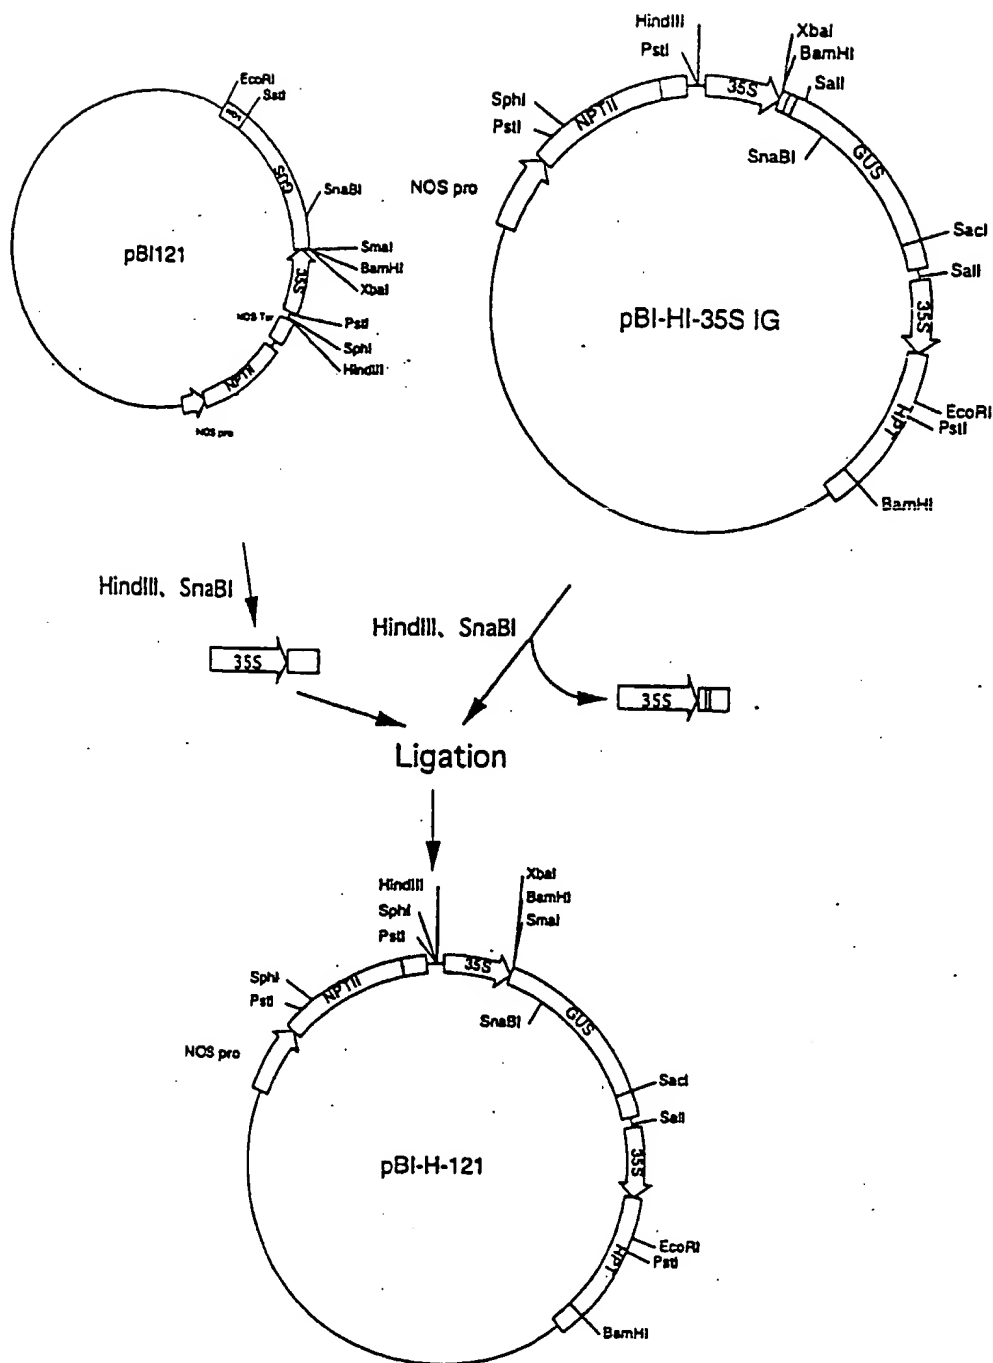 EcoRI
SstI
GUS
SnaBI
pBI121
SmaI
BamHI
XbaI
35S
NOS Ter
PstI
SphI
HindIII
NPTII
NOS pro
HindIII
PstI
35S
XbaI
BamHI
SalI
SphI
PstI
NPTII
SnaBI
GUS
NOS pro
SacI
SalI
pBI-HI-35S IG
35S
EcoRI
PstI
HPT
BamHI
HindIII、SnaBI
35S
HindIII、SnaBI
35S
Ligation
HindIII
SphI
PstI
XbaI
BamHI
SmaI
35S
SphI
PstI
NPTII
SnaBI
GUS
NOS pro
SacI
SalI
pBI-H-121
35S
EcoRI
PstI
HPT
BamHI